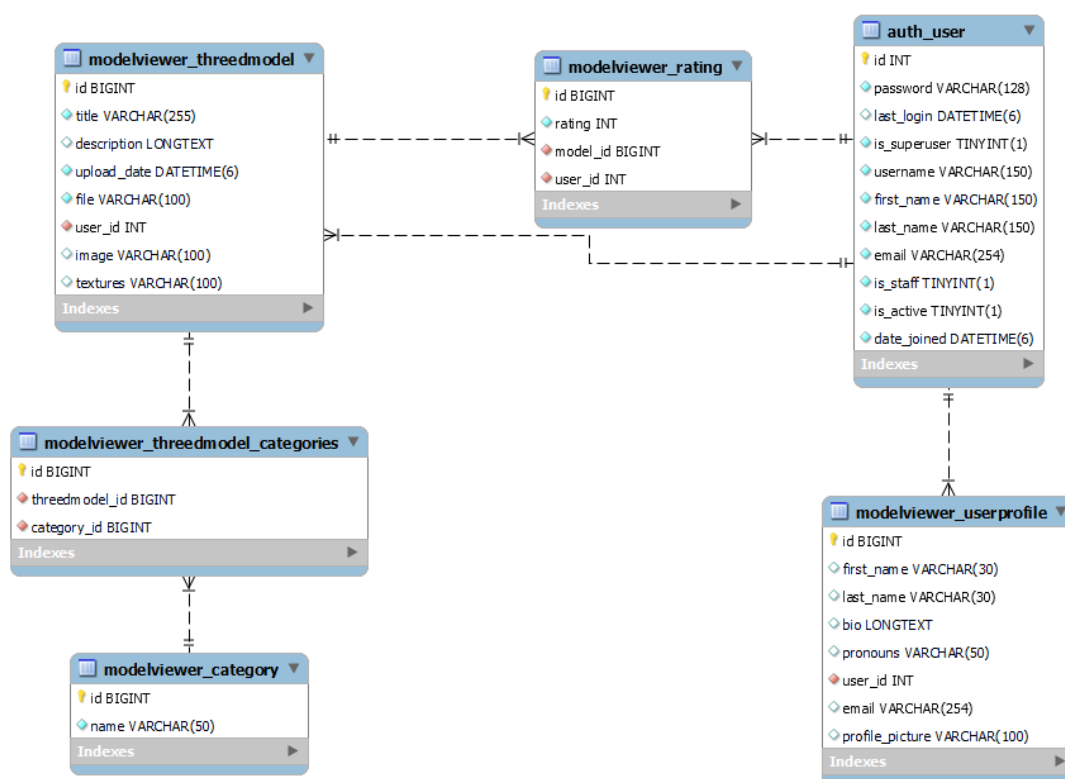 modelviewer_threedmodel
id BIGINT
title VARCHAR(255)
description LONGTEXT
upload_date DATETIME(6)
file VARCHAR(100)
user_id INT
image VARCHAR(100)
textures VARCHAR(100)
Indexes
modelviewer_rating
id BIGINT
rating INT
model_id BIGINT
user_id INT
Indexes
auth_user
id INT
password VARCHAR(128)
last_login DATETIME(6)
is_superuser TINYINT(1)
username VARCHAR(150)
first_name VARCHAR(150)
last_name VARCHAR(150)
email VARCHAR(254)
is_staff TINYINT(1)
is_active TINYINT(1)
date_joined DATETIME(6)
Indexes
modelviewer_threedmodel_categories
id BIGINT
threedmodel_id BIGINT
category_id BIGINT
Indexes
modelviewer_userprofile
id BIGINT
first_name VARCHAR(30)
last_name VARCHAR(30)
bio LONGTEXT
pronouns VARCHAR(50)
user_id INT
email VARCHAR(254)
profile_picture VARCHAR(100)
Indexes
modelviewer_category
id BIGINT
name VARCHAR(50)
Indexes